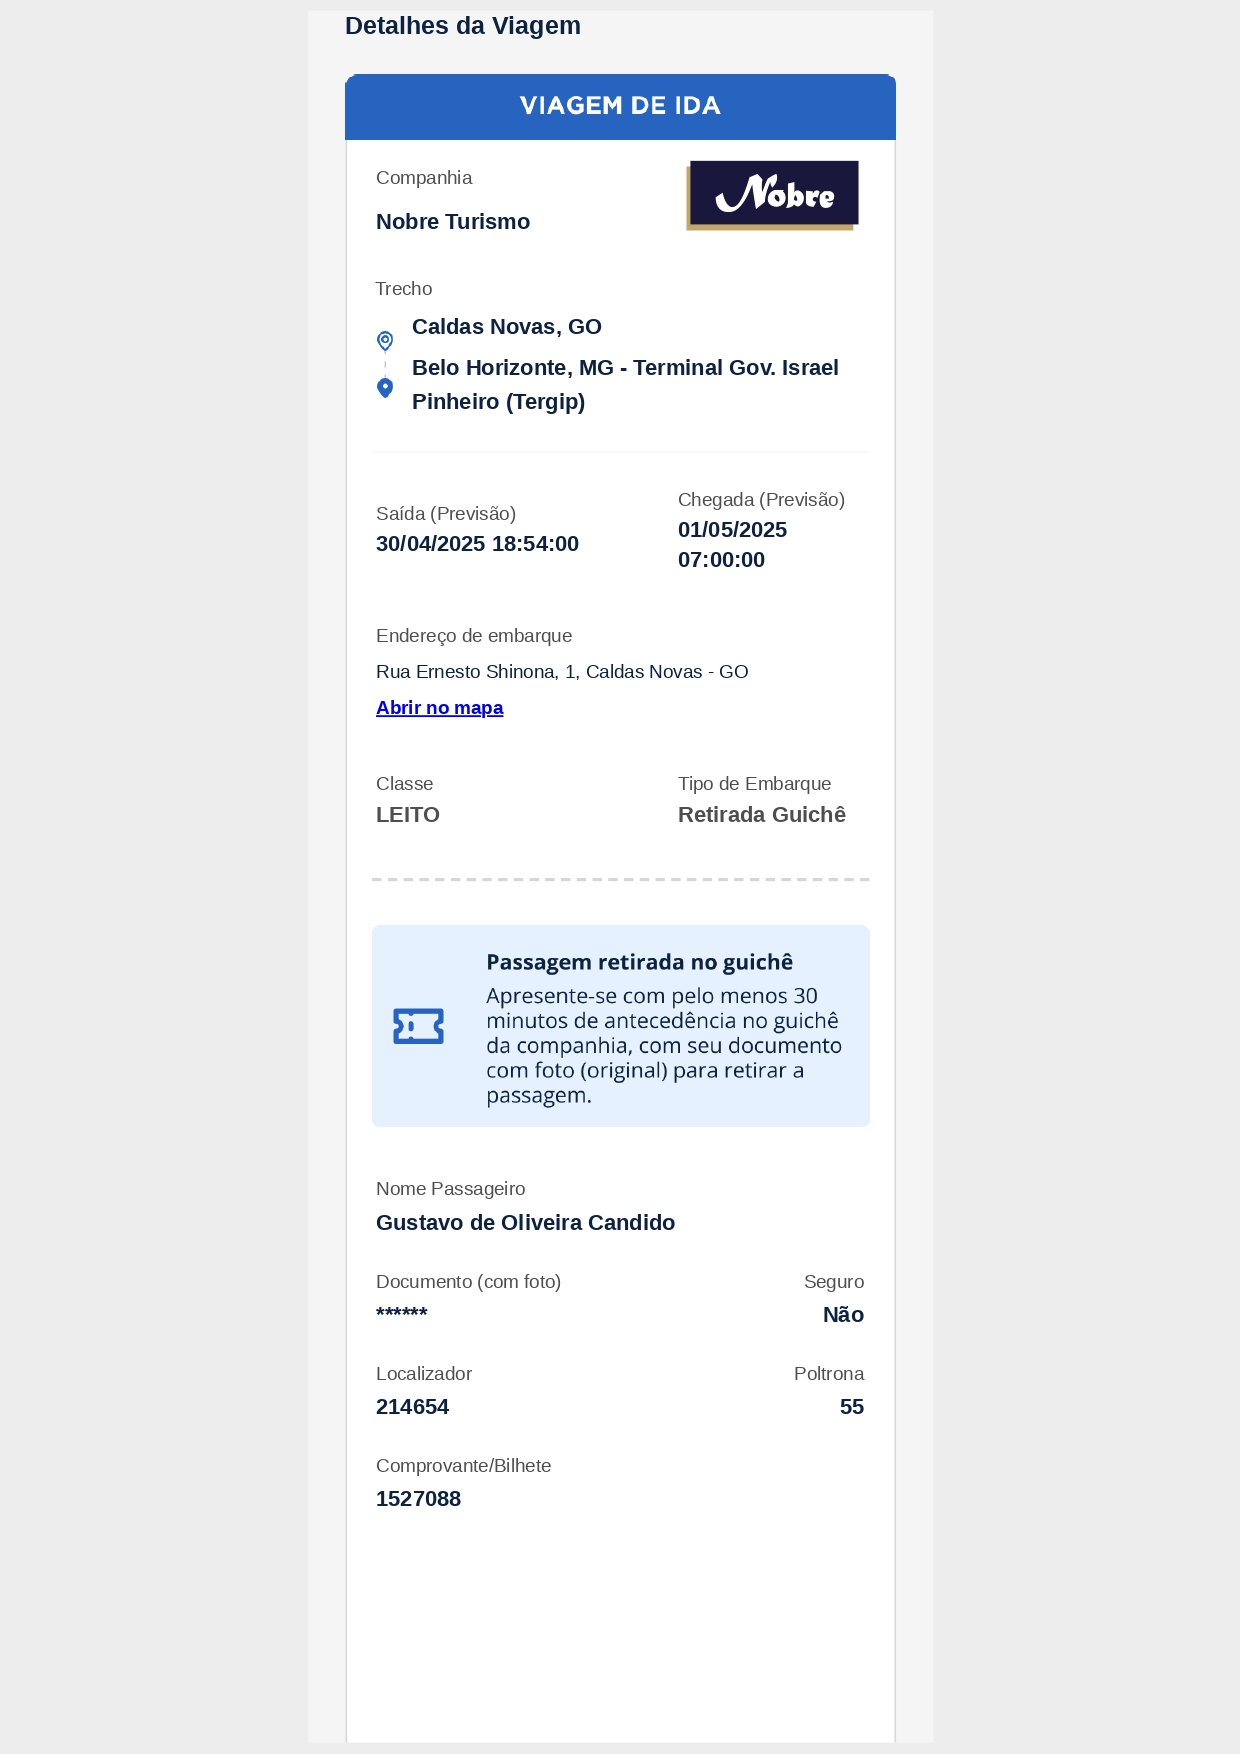 Detalhes da Viagem
VIAGEM DE IDA
Companhia
Nobre
Nobre Turismo
Trecho
Caldas Novas, GO
Belo Horizonte, MG - Terminal Gov. Israel
Pinheiro (Tergip)
Saída (Previsão)
30/04/2025 18:54:00
Chegada (Previsão)
01/05/2025
07:00:00
Endereço de embarque
Rua Ernesto Shinona, 1, Caldas Novas - GO
Abrir no mapa
Classe
LEITO
Tipo de Embarque
Retirada Guichê
Passagem retirada no guichê
Apresente-se com pelo menos 30
minutos de antecedência no guichê
da companhia, com seu documento
com foto (original) para retirar a
passagem.
Nome Passageiro
Gustavo de Oliveira Candido
Documento (com foto)
******
Seguro
Não
Localizador
214654
Poltrona
55
Comprovante/Bilhete
1527088